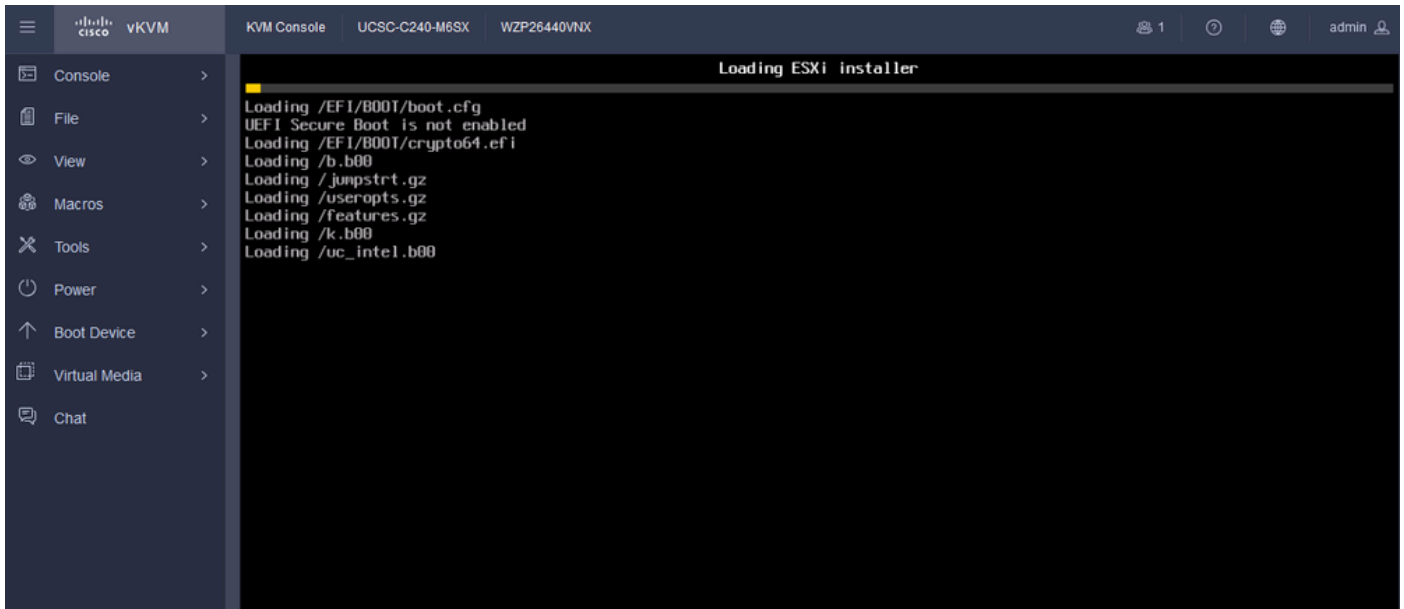 cisco vKVM KVM Console UCSC-C240-M6SX WZP26440VNX 1 admin
Console
File
View
Macros
Tools
Power
Boot Device
Virtual Media
Chat
Loading ESXi installer
Loading /EFI/BOOT/boot.cfg
UEFI Secure Boot is not enabled
Loading /EFI/BOOT/crypto64.efi
Loading /b.b00
Loading /jumpstrt.gz
Loading /useropts.gz
Loading /features.gz
Loading /k.b00
Loading /uc_intel.b00